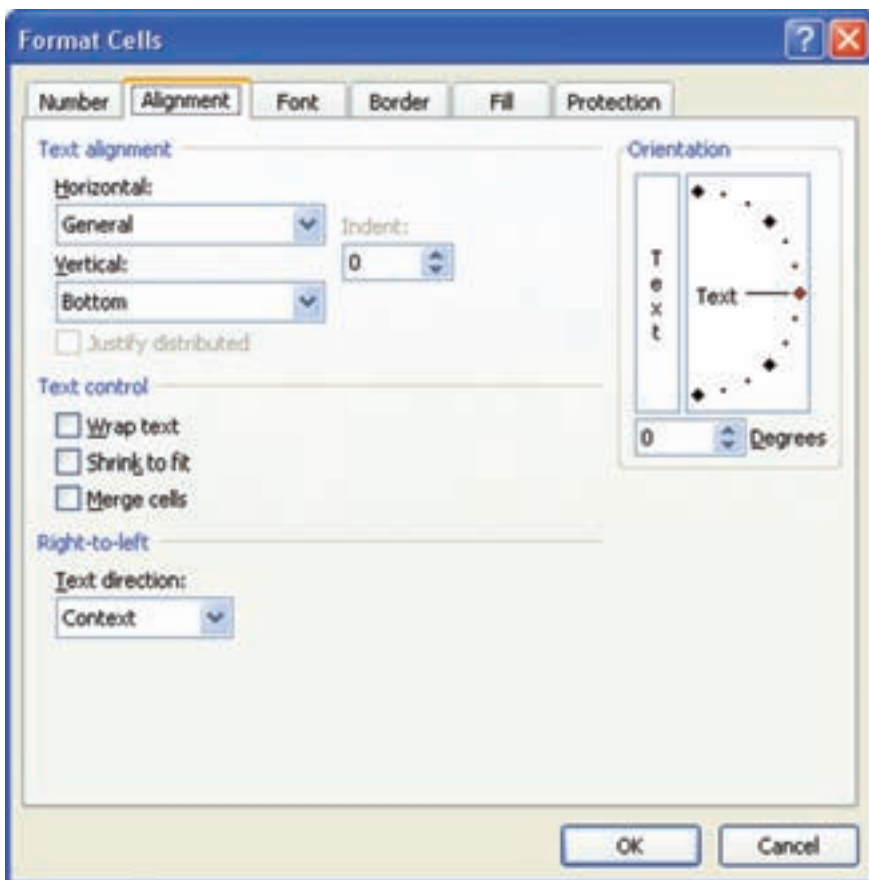 Format Cells
Number Alignment Font Border Fill Protection
Text alignment
Horizontal:
General
Indent:
0
Vertical:
Bottom
Justify distributed
Text control
Wrap text
Shrink to fit
Merge cells
Right-to-left
Text direction:
Context
Orientation
Text
Text
0 Degrees
OK Cancel